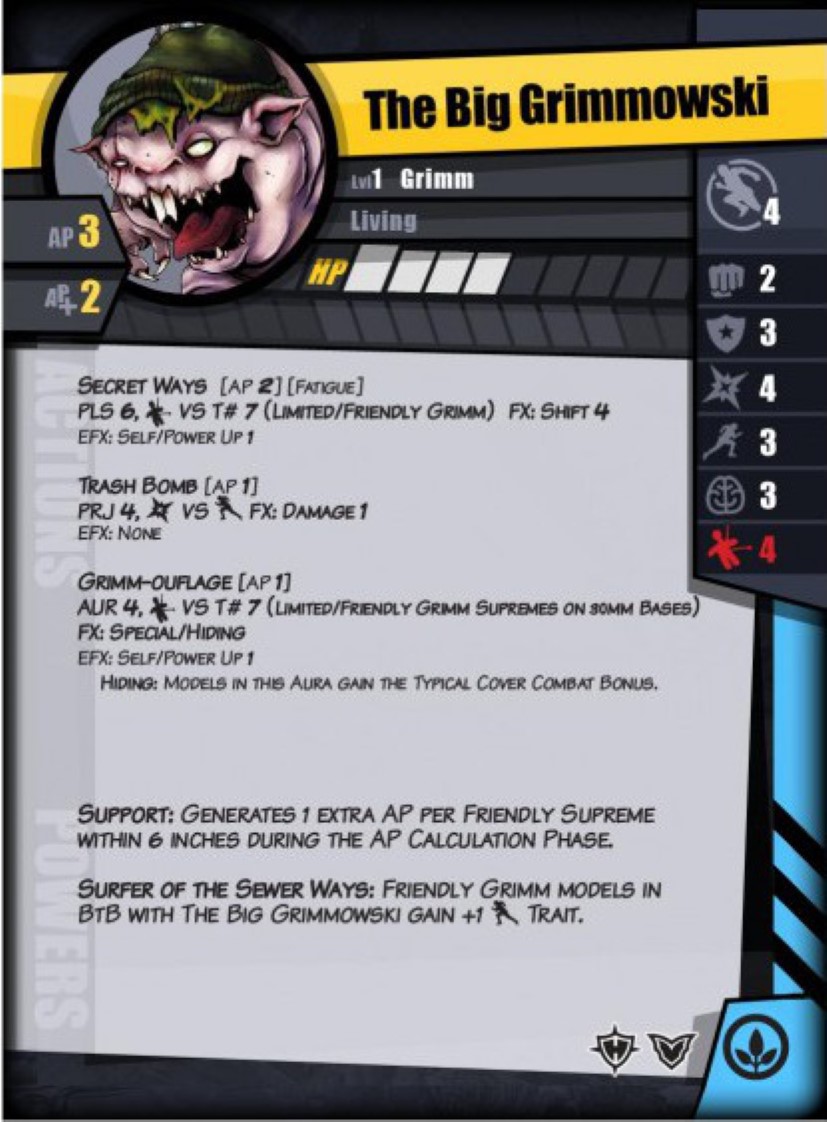 The Big Grimmowski
Lvl1 Grimm
Living
AP 3
AP+ 2
HP
4
2
3
4
3
3
4
ACTIONS
SECRET WAYS [AP 2] [FATIGUE]
PLS 6, VS T# 7 (LIMITED/FRIENDLY GRIMM) FX: SHIFT 4
EFX: SELF/POWER UP 1
TRASH BOMB [AP 1]
PRJ 4, VS FX: DAMAGE 1
EFX: NONE
GRIMM-OUFLAGE [AP 1]
AUR 4, VS T# 7 (LIMITED/FRIENDLY GRIMM SUPREMES ON 30MM BASES)
FX: SPECIAL/HIDING
EFX: SELF/POWER UP 1
HIDING: MODELS IN THIS AURA GAIN THE TYPICAL COVER COMBAT BONUS.
POWERS
SUPPORT: GENERATES 1 EXTRA AP PER FRIENDLY SUPREME
WITHIN 6 INCHES DURING THE AP CALCULATION PHASE.
SURFER OF THE SEWER WAYS: FRIENDLY GRIMM MODELS IN
BTB WITH THE BIG GRIMMOWSKI GAIN +1 TRAIT.
H